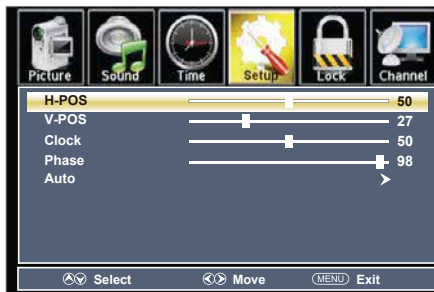 Picture Sound Time Setup Lock Channel
H-POS 50
V-POS 27
Clock 50
Phase 98
Auto
Select Move MENU Exit